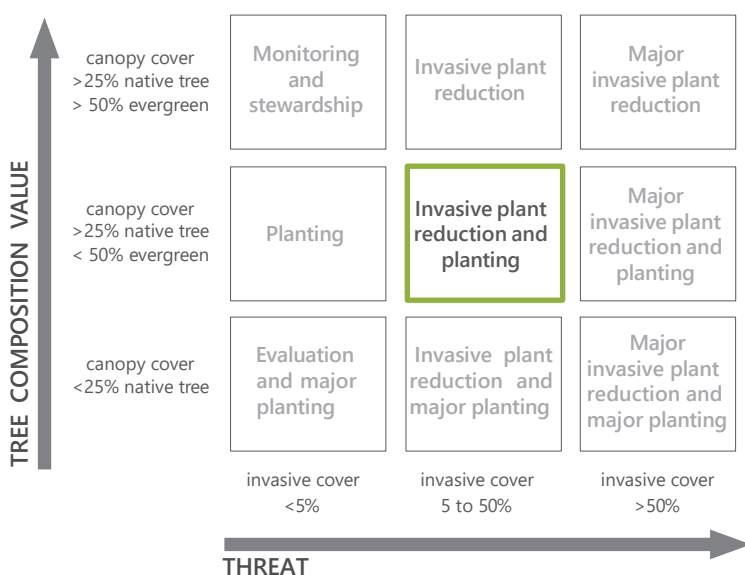 TREE COMPOSITION VALUE
canopy cover
>25% native tree
> 50% evergreen
Monitoring
and
stewardship
Invasive plant
reduction
Major
invasive plant
reduction
canopy cover
>25% native tree
< 50% evergreen
Planting
Invasive plant
reduction and
planting
Major
invasive plant
reduction and
planting
canopy cover
<25% native tree
Evaluation
and major
planting
Invasive plant
reduction and
major planting
Major
invasive plant
reduction and
major planting
invasive cover
<5%
invasive cover
5 to 50%
invasive cover
>50%
THREAT